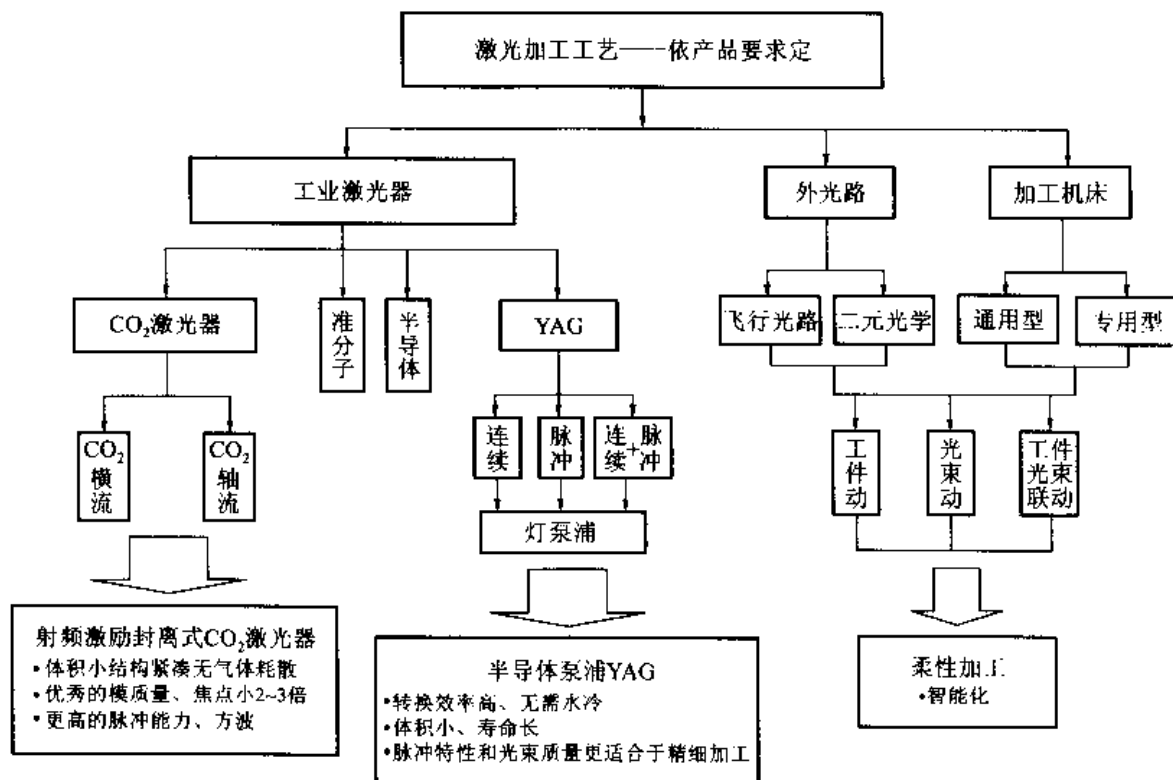 激光加工工艺——依产品要求定
工业激光器
外光路
加工机床
CO₂激光器
准分子
半导体
YAG
飞行光路
二元光学
通用型
专用型
CO₂横流
CO₂轴流
连续
脉冲
连续+脉冲
工件动
光束动
工件光束联动
灯泵浦
射频激励封离式CO₂激光器
•体积小结构紧凑无气体耗散
•优秀的模质量、焦点小2~3倍
•更高的脉冲能力、方波
半导体泵浦YAG
•转换效率高、无需水冷
•体积小、寿命长
•脉冲特性和光束质量更适合于精细加工
柔性加工
•智能化